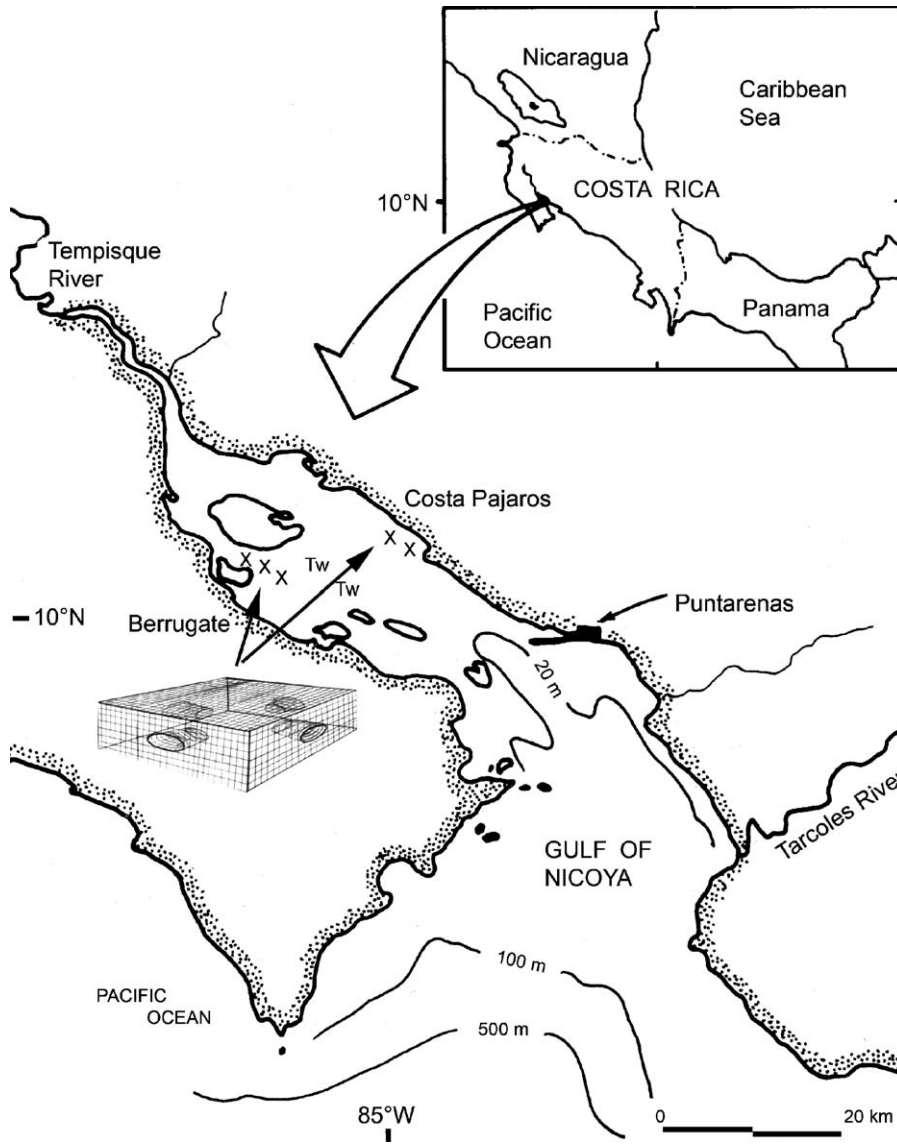 Nicaragua
Caribbean
Sea
10°N
COSTA RICA
Pacific
Ocean
Panama
Tempisque
River
Costa Pajaros
X X
X X X
Tw
Tw
10°N
Berrugate
Puntarenas
20 m
Tarcoles River
GULF OF
NICOYA
100 m
PACIFIC
OCEAN
500 m
85°W
0 20 km